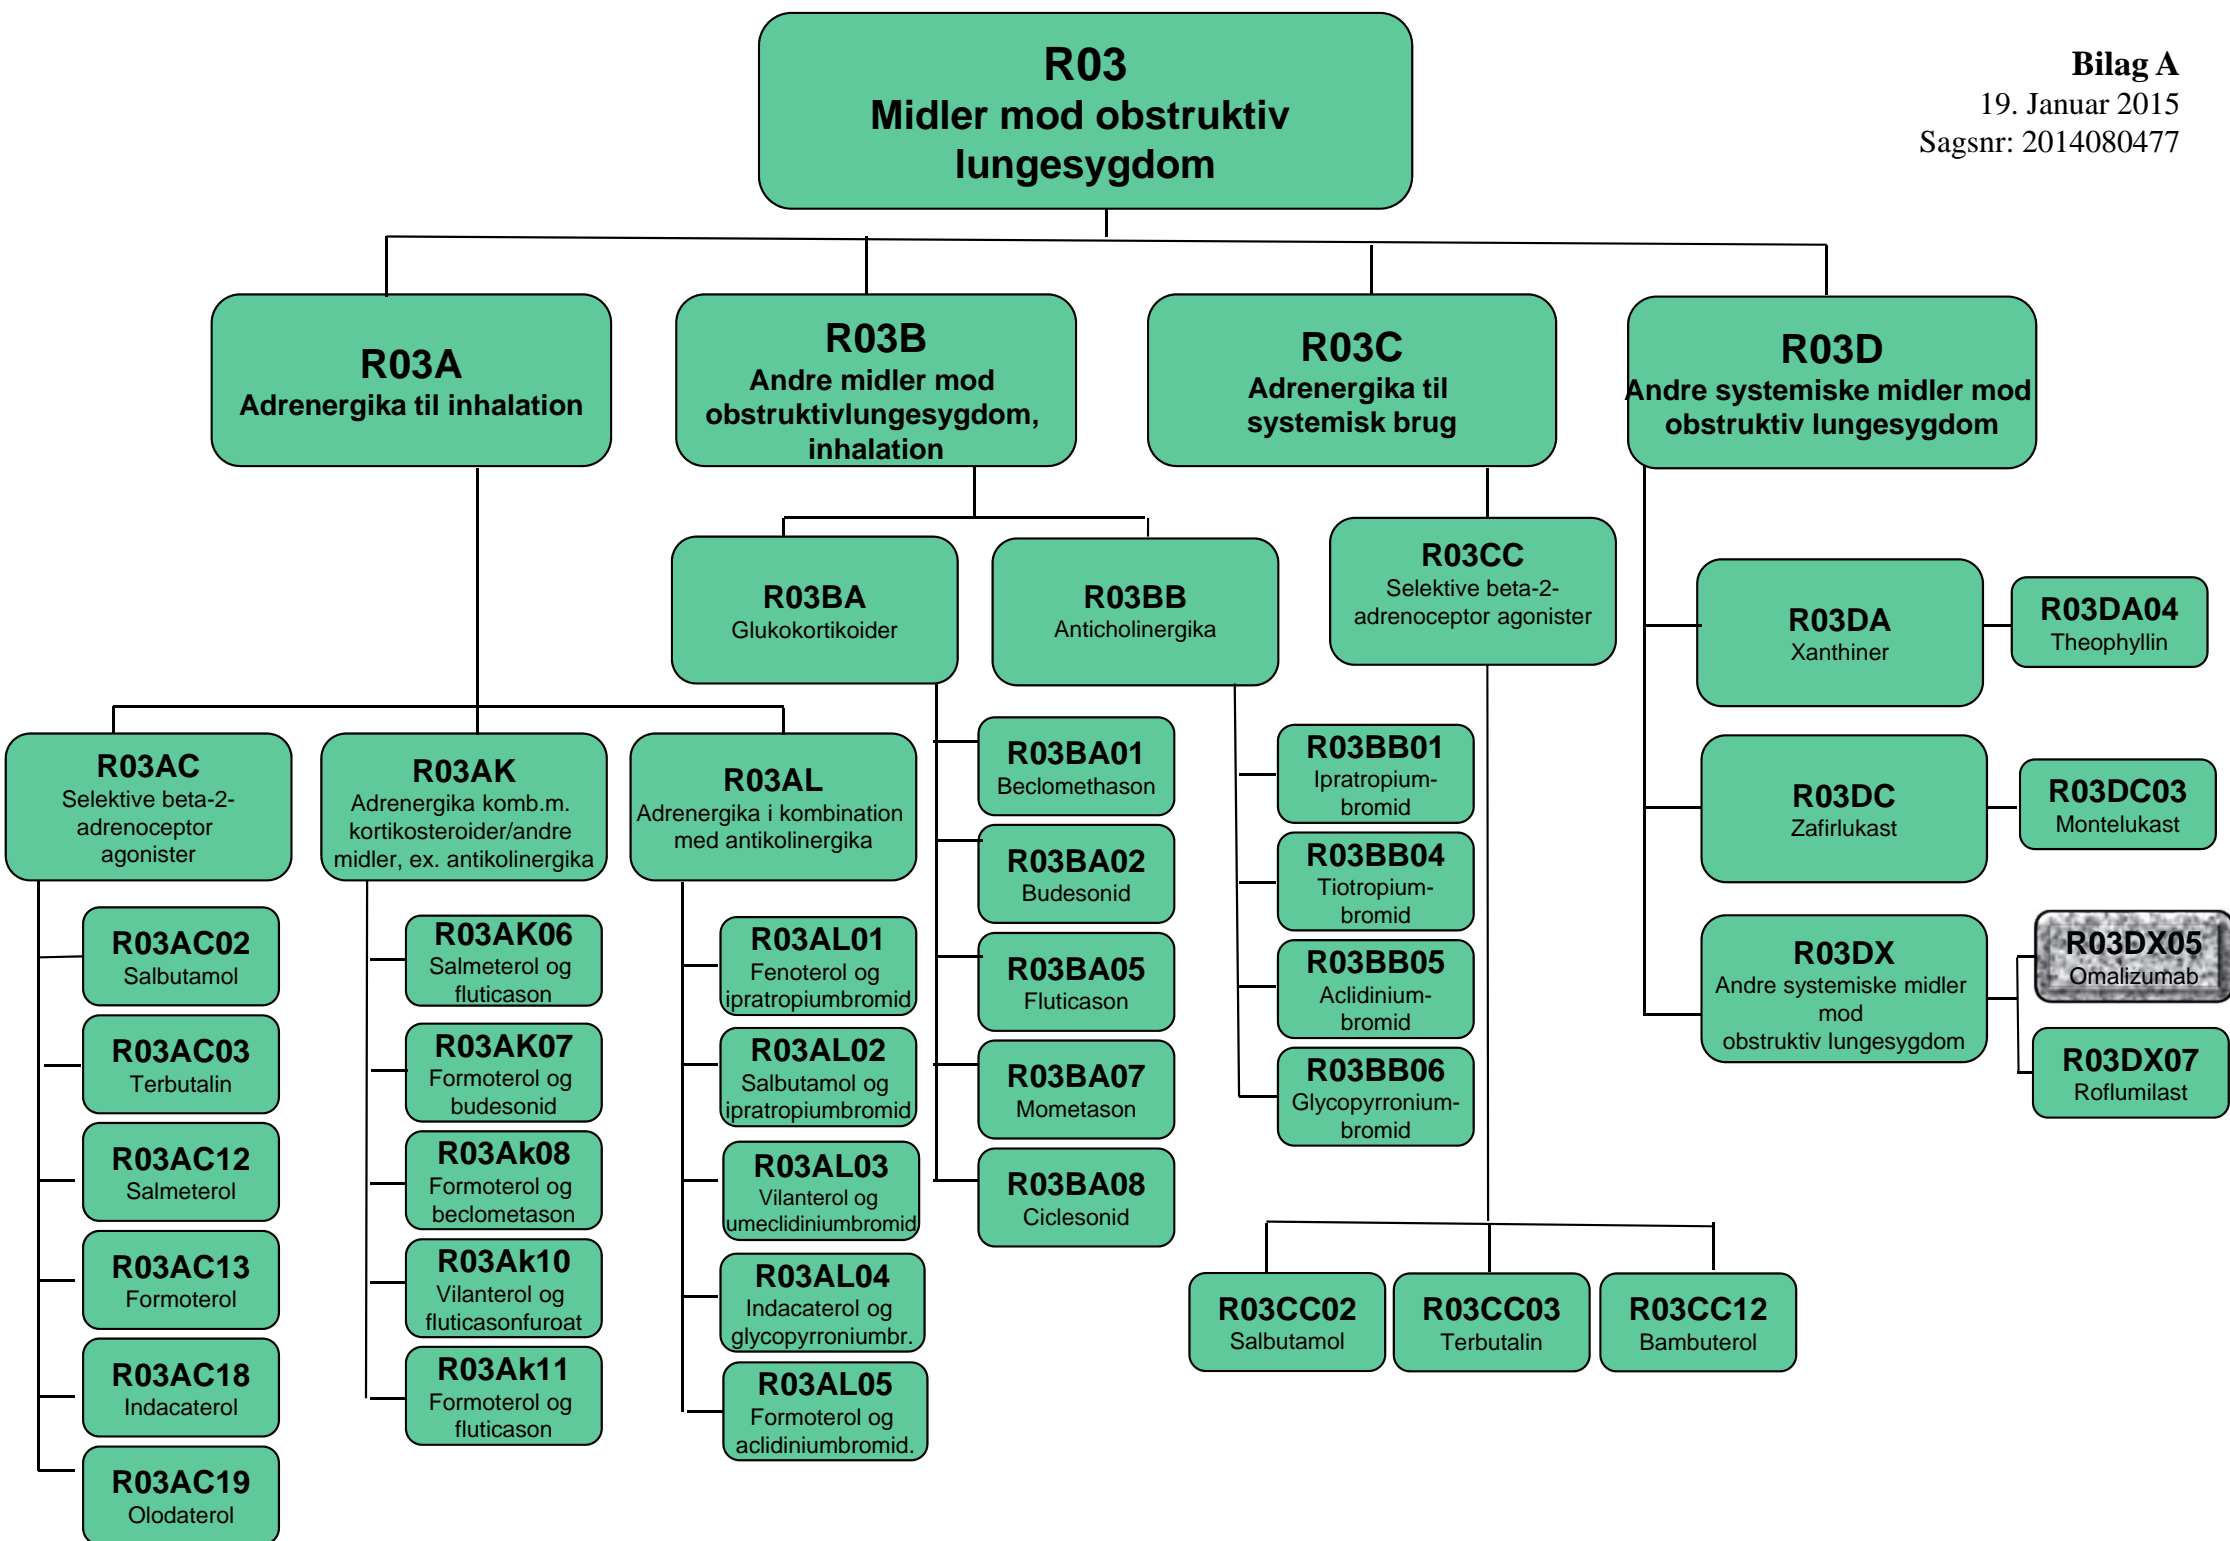 R03
Midler mod obstruktiv
lungesygdom
Bilag A
19. Januar 2015
Sagsnr: 2014080477
R03A
Adrenergika til inhalation
R03B
Andre midler mod
obstruktivlungesygdom,
inhalation
R03C
Adrenergika til
systemisk brug
R03D
Andre systemiske midler mod
obstruktiv lungesygdom
R03BA
Glukokortikoider
R03BB
Anticholinergika
R03CC
Selektive beta-2-
adrenoceptor agonister
R03DA
Xanthiner
R03DA04
Theophyllin
R03AC
Selektive beta-2-
adrenoceptor
agonister
R03AK
Adrenergika komb.m.
kortikosteroider/andre
midler, ex. antikolinergika
R03AL
Adrenergika i kombination
med antikolinergika
R03DC
Zafirlukast
R03DC03
Montelukast
R03DX
Andre systemiske midler
mod
obstruktiv lungesygdom
R03DX05
Omalizumab
R03DX07
Roflumilast
R03AC02
Salbutamol
R03AC03
Terbutalin
R03AC12
Salmeterol
R03AC13
Formoterol
R03AC18
Indacaterol
R03AC19
Olodaterol
R03AK06
Salmeterol og
fluticason
R03AK07
Formoterol og
budesonid
R03Ak08
Formoterol og
beclometason
R03Ak10
Vilanterol og
fluticasonfuroat
R03Ak11
Formoterol og
fluticason
R03AL01
Fenoterol og
ipratropiumbromid
R03AL02
Salbutamol og
ipratropiumbromid
R03AL03
Vilanterol og
umeclidiniumbromid
R03AL04
Indacaterol og
glycopyrroniumbr.
R03AL05
Formoterol og
aclidiniumbromid.
R03BA01
Beclomethason
R03BA02
Budesonid
R03BA05
Fluticason
R03BA07
Mometason
R03BA08
Ciclesonid
R03BB01
Ipratropium-
bromid
R03BB04
Tiotropium-
bromid
R03BB05
Aclidinium-
bromid
R03BB06
Glycopyrronium-
bromid
R03CC02
Salbutamol
R03CC03
Terbutalin
R03CC12
Bambuterol